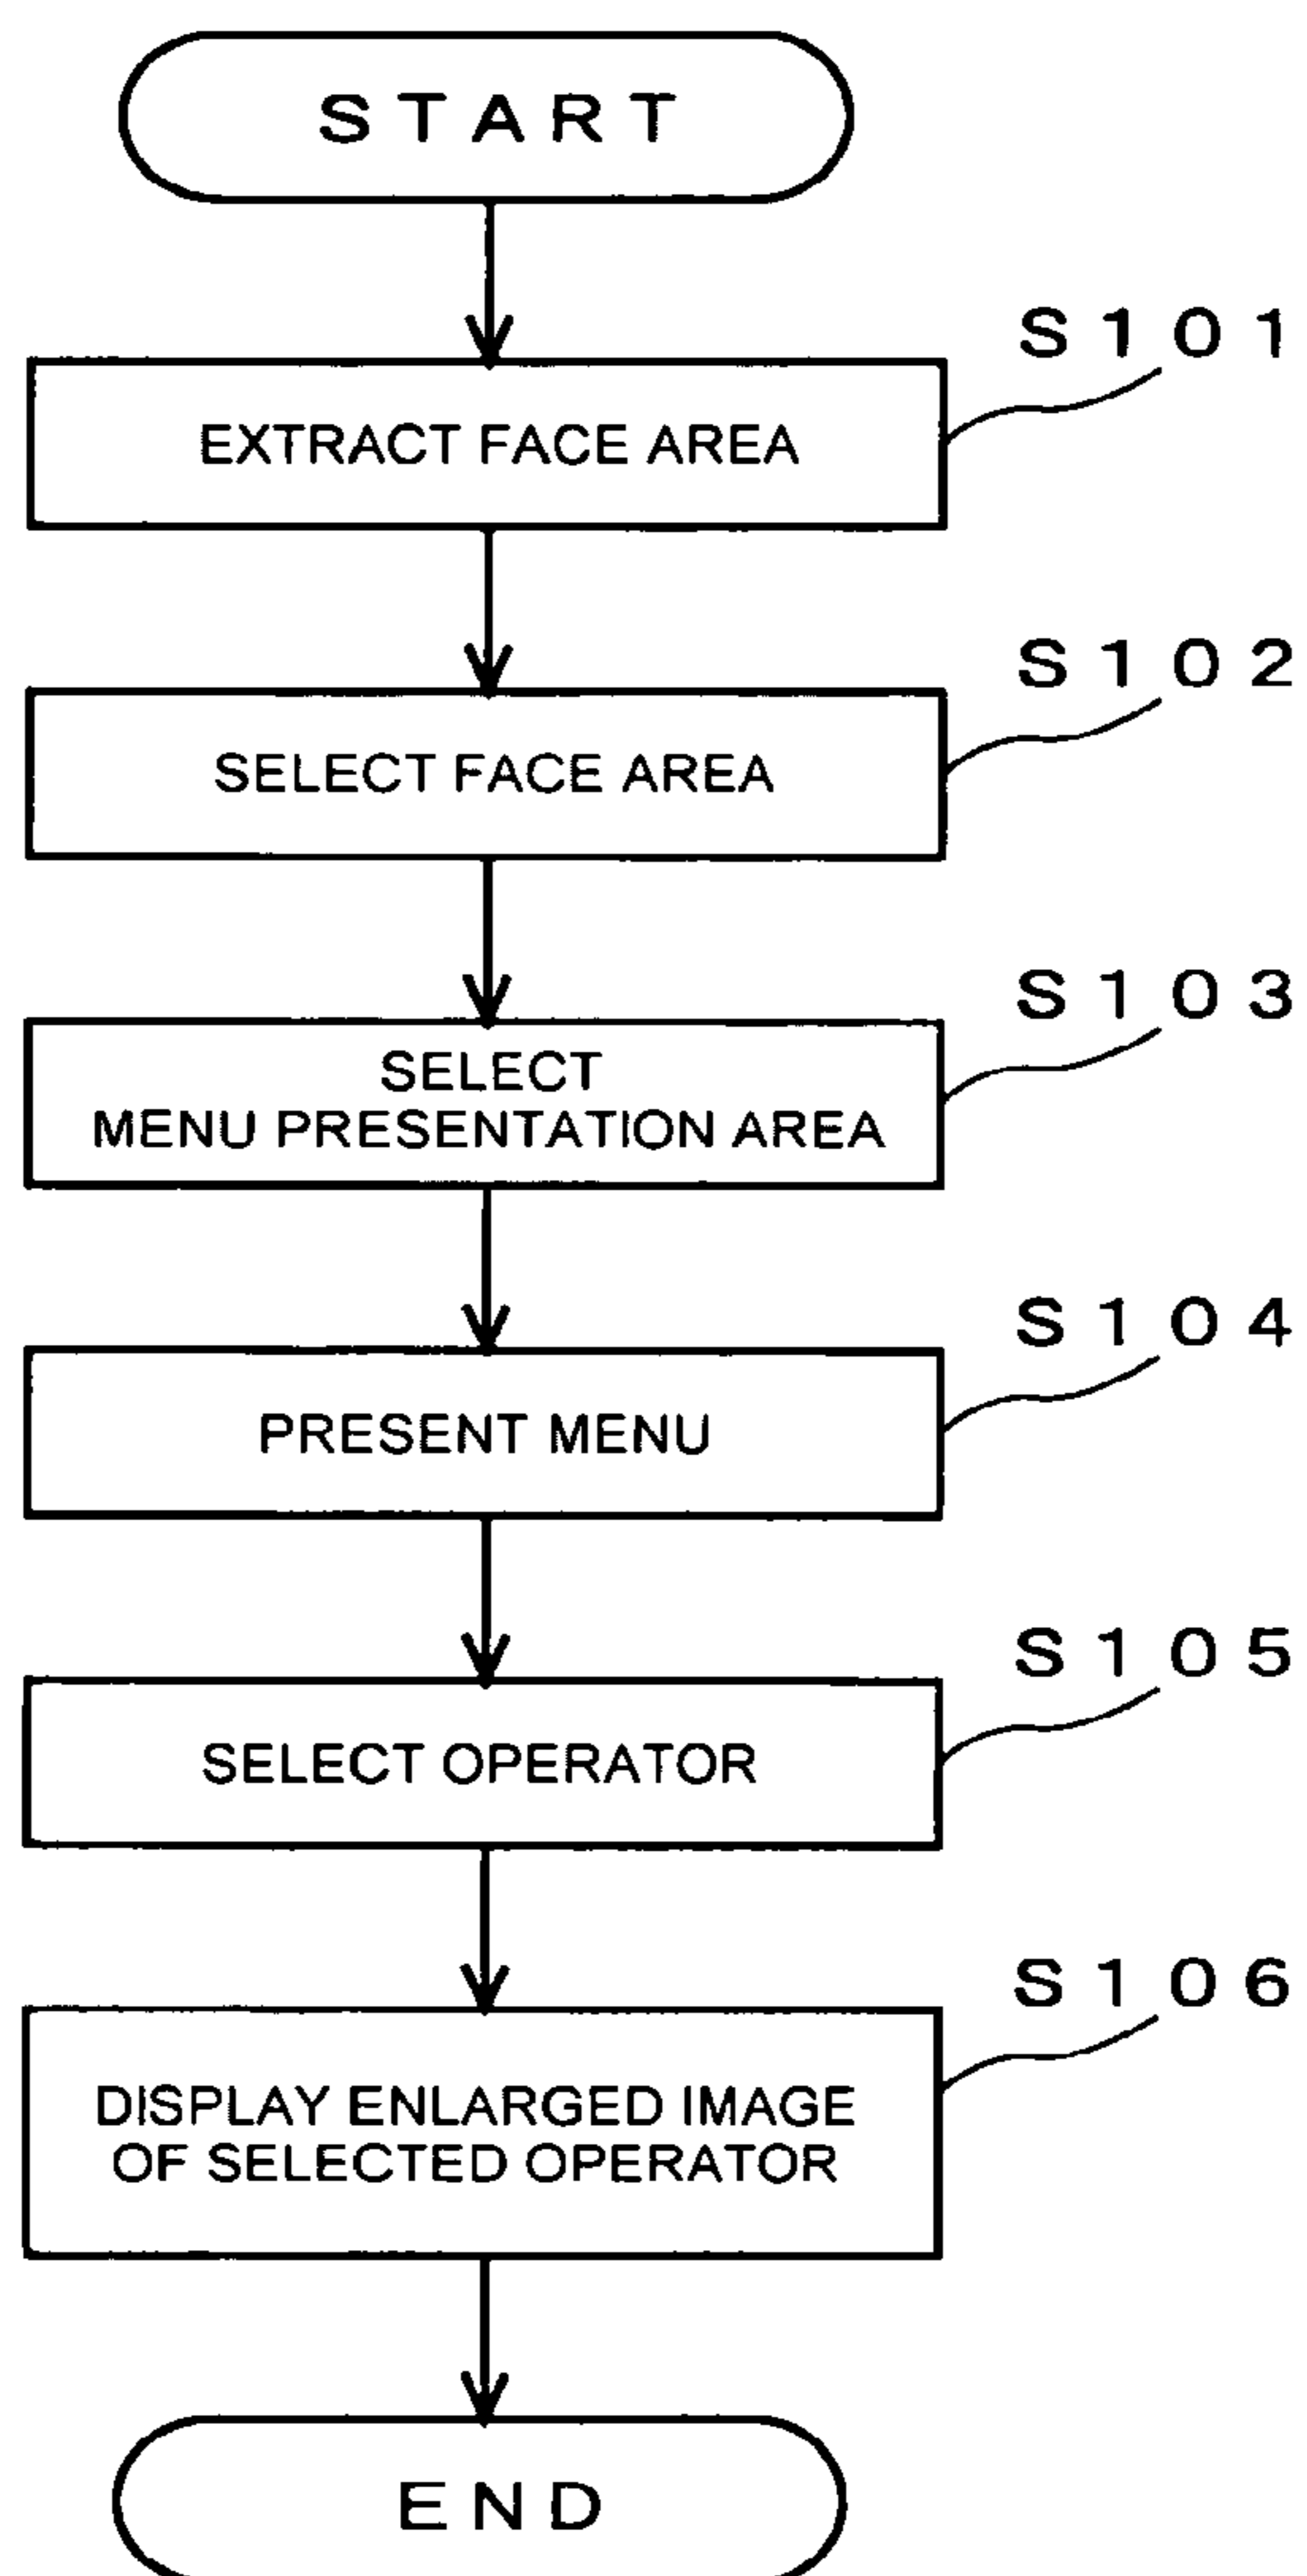 START
S101
EXTRACT FACE AREA
S102
SELECT FACE AREA
S103
SELECT
MENU PRESENTATION AREA
S104
PRESENT MENU
S105
SELECT OPERATOR
S106
DISPLAY ENLARGED IMAGE
OF SELECTED OPERATOR
END